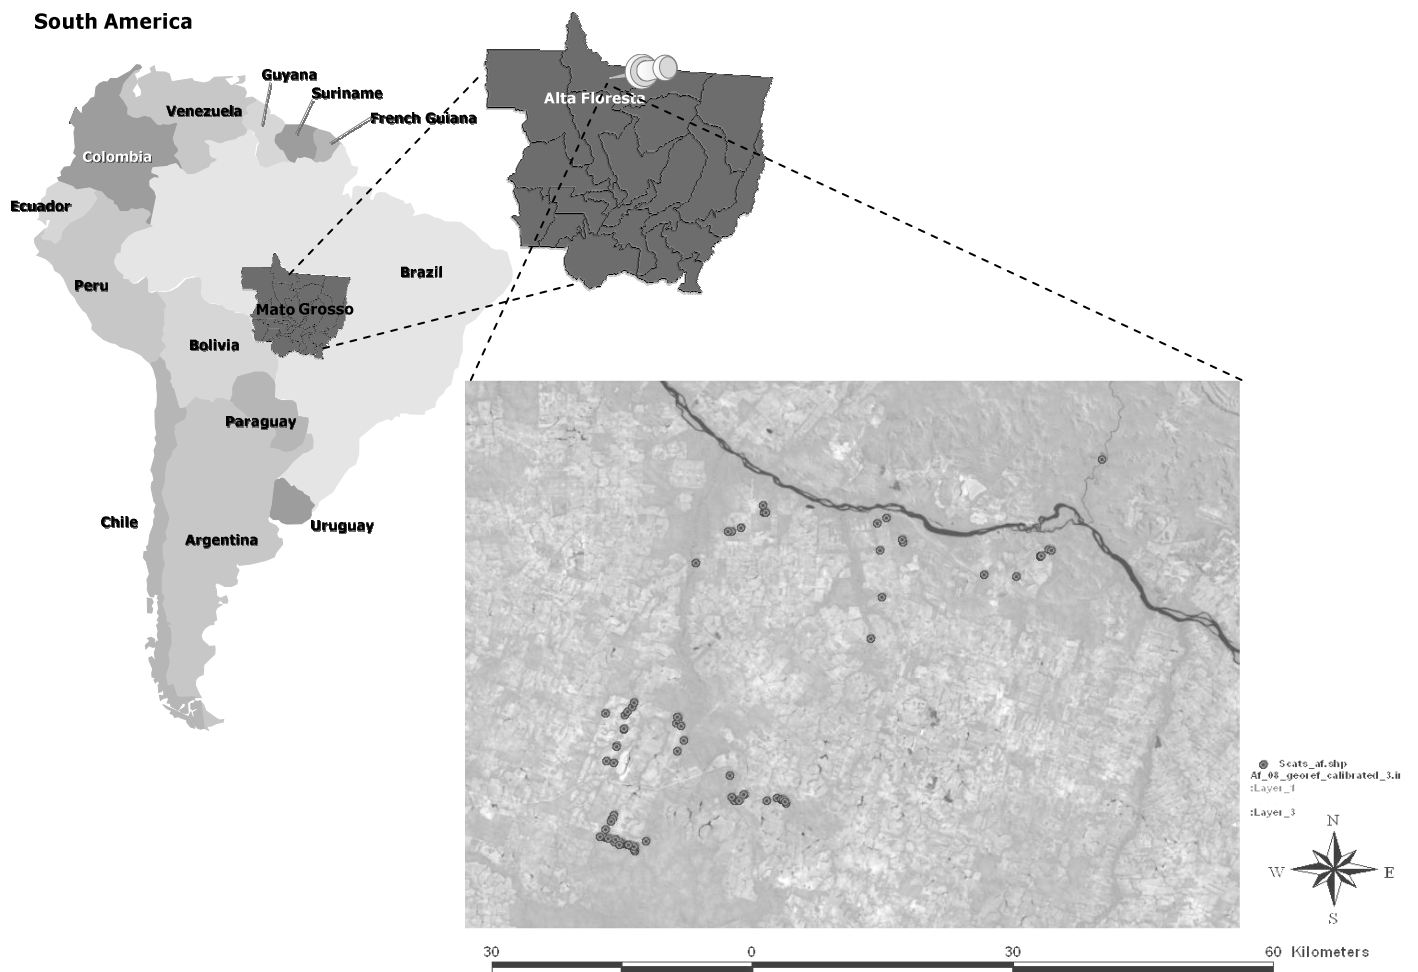 South America
Guyana
Suriname
Venezuela
French Guiana
Colombia
Ecuador
Peru
Brazil
Mato Grosso
Bolivia
Paraguay
Chile
Uruguay
Argentina
Alta Floresta
Scats_af.shp
Af_08_georef_calibrated_3.i
:Layer_1
:Layer_3
N
W E
S
30 0 30 60 Kilometers